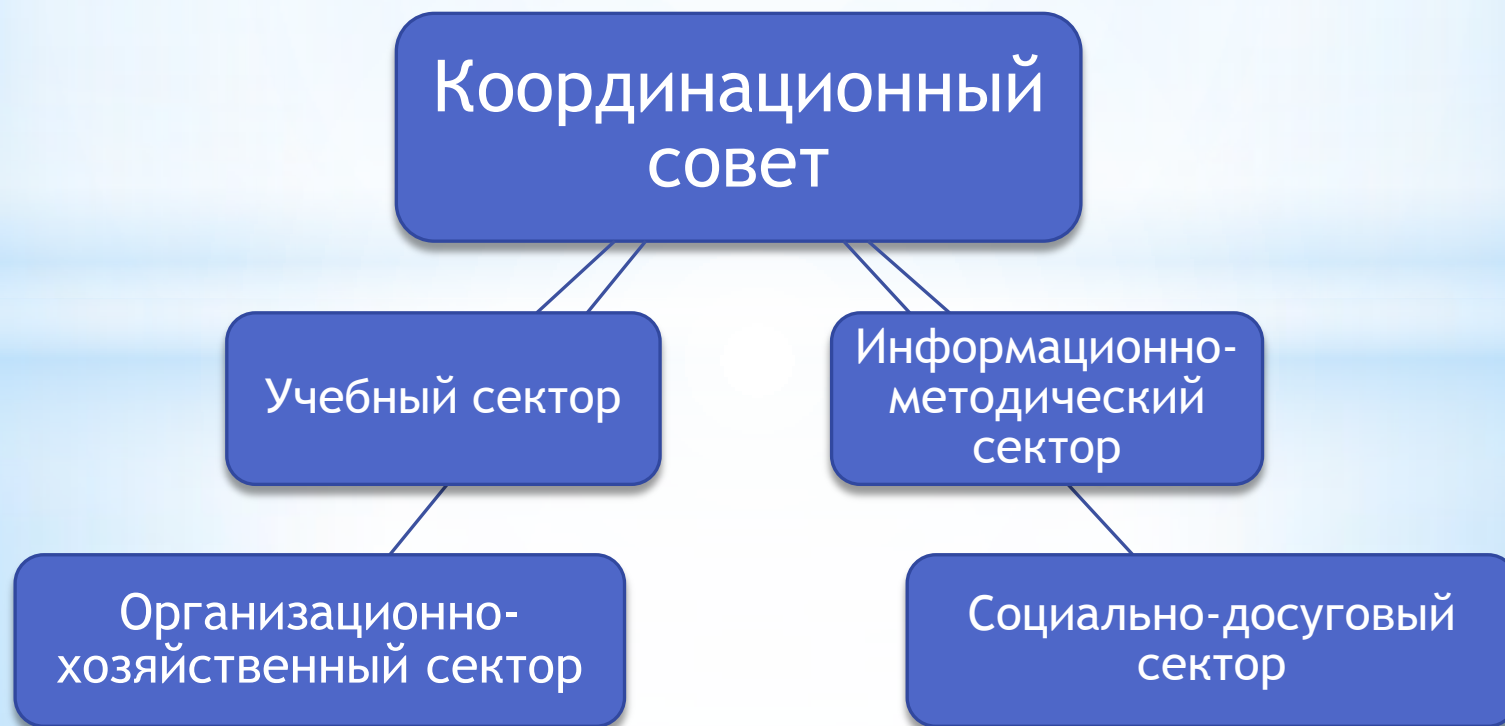 Координационный
совет
Учебный сектор
Информационно-
методический
сектор
Организационно-
хозяйственный сектор
Социально-досуговый
сектор